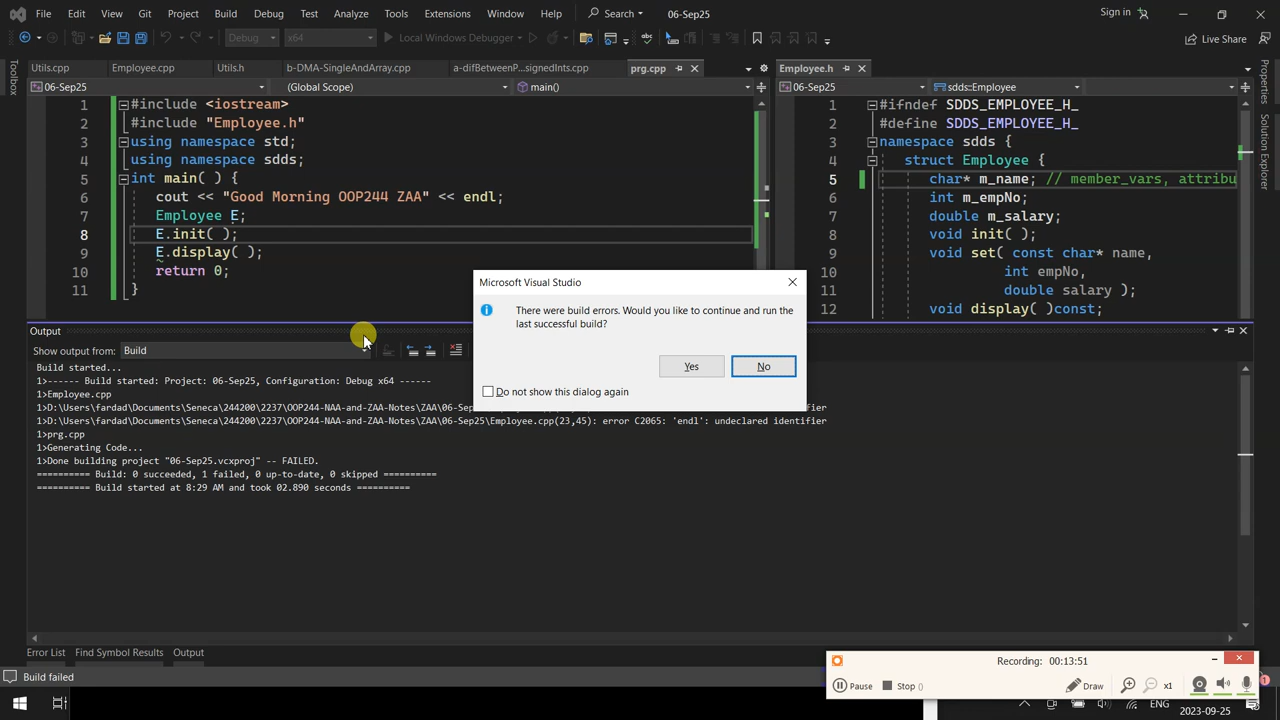 File Edit View Git Project Build Debug Test Analyze Tools Extensions Window Help Search 06-Sep25 Sign in
Debug x64 Local Windows Debugger Live Share
Toolbox
Utils.cpp Employee.cpp Utils.h b-DMA-SingleAndArray.cpp a-difBetweenP...signedInts.cpp prg.cpp Employee.h
06-Sep25 (Global Scope) main() 06-Sep25 sdds::Employee
1 #include <iostream>
2 #include "Employee.h"
3 using namespace std;
4 using namespace sdds;
5 int main( ) {
6 cout << "Good Morning OOP244 ZAA" << endl;
7 Employee E;
8 E.init( );
9 E.display( );
10 return 0;
11 }
1 #ifndef SDDS_EMPLOYEE_H_
2 #define SDDS_EMPLOYEE_H_
3 namespace sdds {
4 struct Employee {
5 char* m_name; // member_vars, attribu
6 int m_empNo;
7 double m_salary;
8 void init( );
9 void set( const char* name,
10 int empNo,
11 double salary );
12 void display( )const;
Properties
Solution Explorer
Microsoft Visual Studio
There were build errors. Would you like to continue and run the
last successful build?
Yes No
Do not show this dialog again
Output
Show output from: Build
Build started...
1>------ Build started: Project: 06-Sep25, Configuration: Debug x64 ------
1>Employee.cpp
1>D:\Users\fardad\Documents\Seneca\244200\2237\OOP244-NAA-and-ZAA-Notes\ZAA\06-Sep
1>D:\Users\fardad\Documents\Seneca\244200\2237\OOP244-NAA-and-ZAA-Notes\ZAA\06-Sep25\Employee.cpp(23,45): error C2065: 'endl': undeclared identifier
1>prg.cpp
1>Generating Code...
1>Done building project "06-Sep25.vcxproj" -- FAILED.
========== Build: 0 succeeded, 1 failed, 0 up-to-date, 0 skipped ==========
========== Build started at 8:29 AM and took 02.890 seconds ==========
Error List Find Symbol Results Output
Build failed
Recording: 00:13:51
Pause Stop () Draw x1
1
ENG
2023-09-25